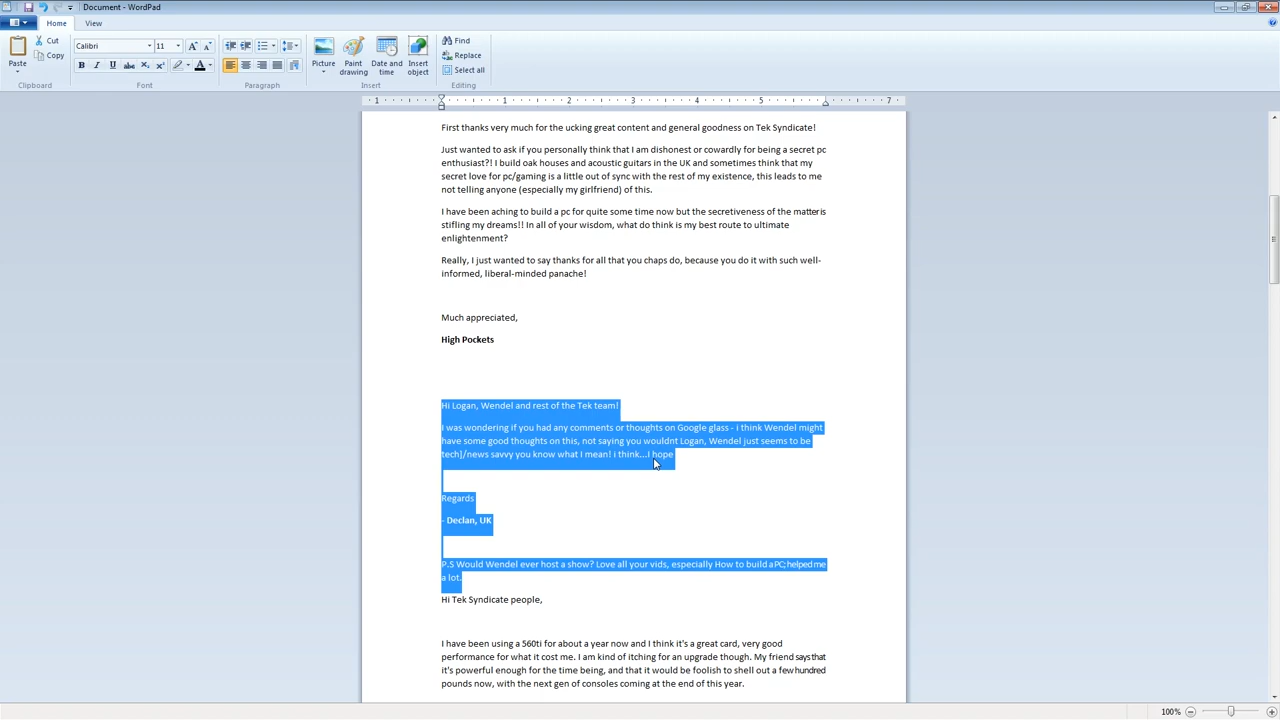 Document - WordPad
Home
View
Cut
Copy
Paste
Clipboard
Calibri
11
Font
Paragraph
Picture
Paint drawing
Date and time
Insert object
Insert
Find
Replace
Select all
Editing
1 1 2 3 4 5 7
First thanks very much for the ucking great content and general goodness on Tek Syndicate!
Just wanted to ask if you personally think that I am dishonest or cowardly for being a secret pc
enthusiast?! I build oak houses and acoustic guitars in the UK and sometimes think that my
secret love for pc/gaming is a little out of sync with the rest of my existence, this leads to me
not telling anyone (especially my girlfriend) of this.
I have been aching to build a pc for quite some time now but the secretiveness of the matter is
stifling my dreams!! In all of your wisdom, what do think is my best route to ultimate
enlightenment?
Really, I just wanted to say thanks for all that you chaps do, because you do it with such well-
informed, liberal-minded panache!
Much appreciated,
High Pockets
Hi Logan, Wendel and rest of the Tek team!
I was wondering if you had any comments or thoughts on Google glass - i think Wendel might
have some good thoughts on this, not saying you wouldnt Logan, Wendel just seems to be
tech]/news savvy you know what I mean! i think...I hope
Regards
- Declan, UK
P.S Would Wendel ever host a show? Love all your vids, especially How to build a PC; helped me
a lot.
Hi Tek Syndicate people,
I have been using a 560ti for about a year now and I think it's a great card, very good
performance for what it cost me. I am kind of itching for an upgrade though. My friend says that
it's powerful enough for the time being, and that it would be foolish to shell out a few hundred
pounds now, with the next gen of consoles coming at the end of this year.
100%